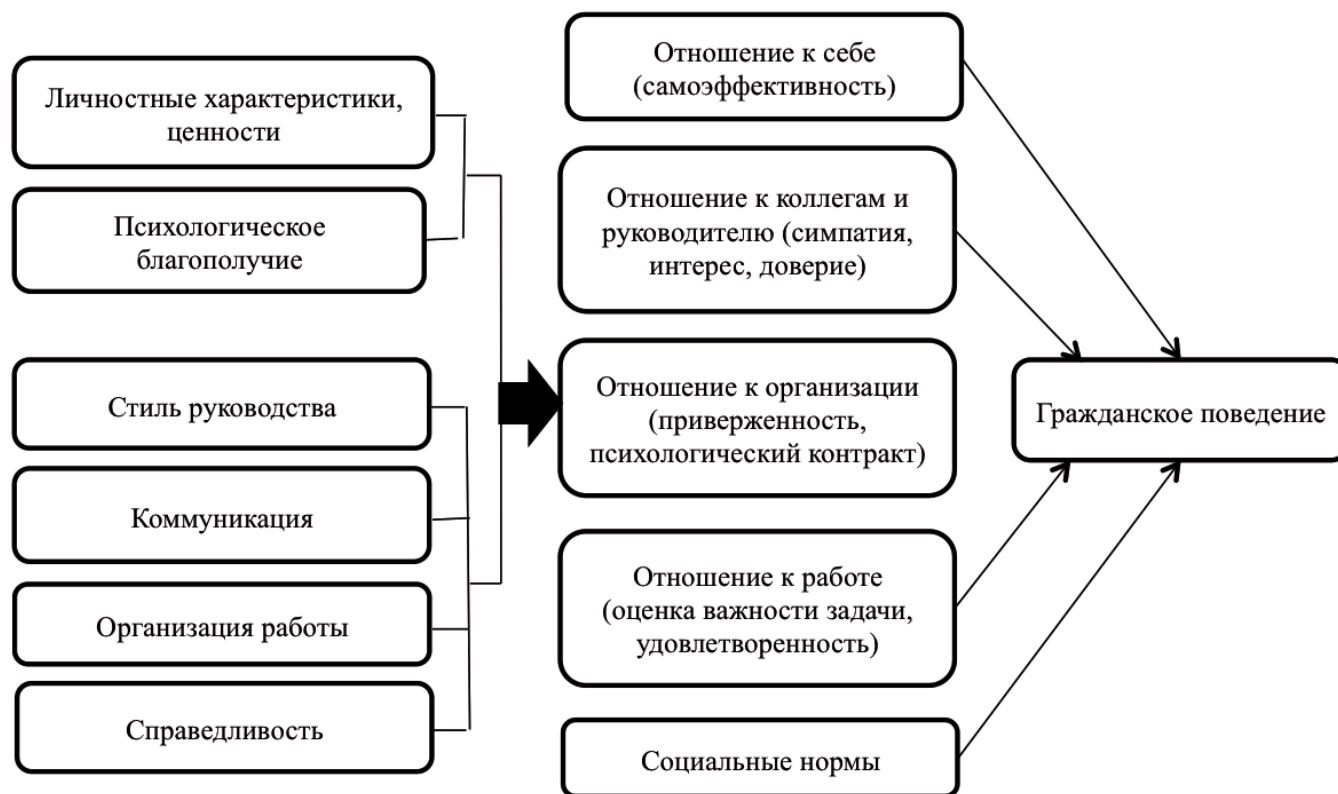 Личностные характеристики,
ценности
Психологическое
благополучие
Стиль руководства
Коммуникация
Организация работы
Справедливость
Отношение к себе
(самоэффективность)
Отношение к коллегам и
руководителю (симпатия,
интерес, доверие)
Отношение к организации
(приверженность,
психологический контракт)
Отношение к работе
(оценка важности задачи,
удовлетворенность)
Социальные нормы
Гражданское поведение